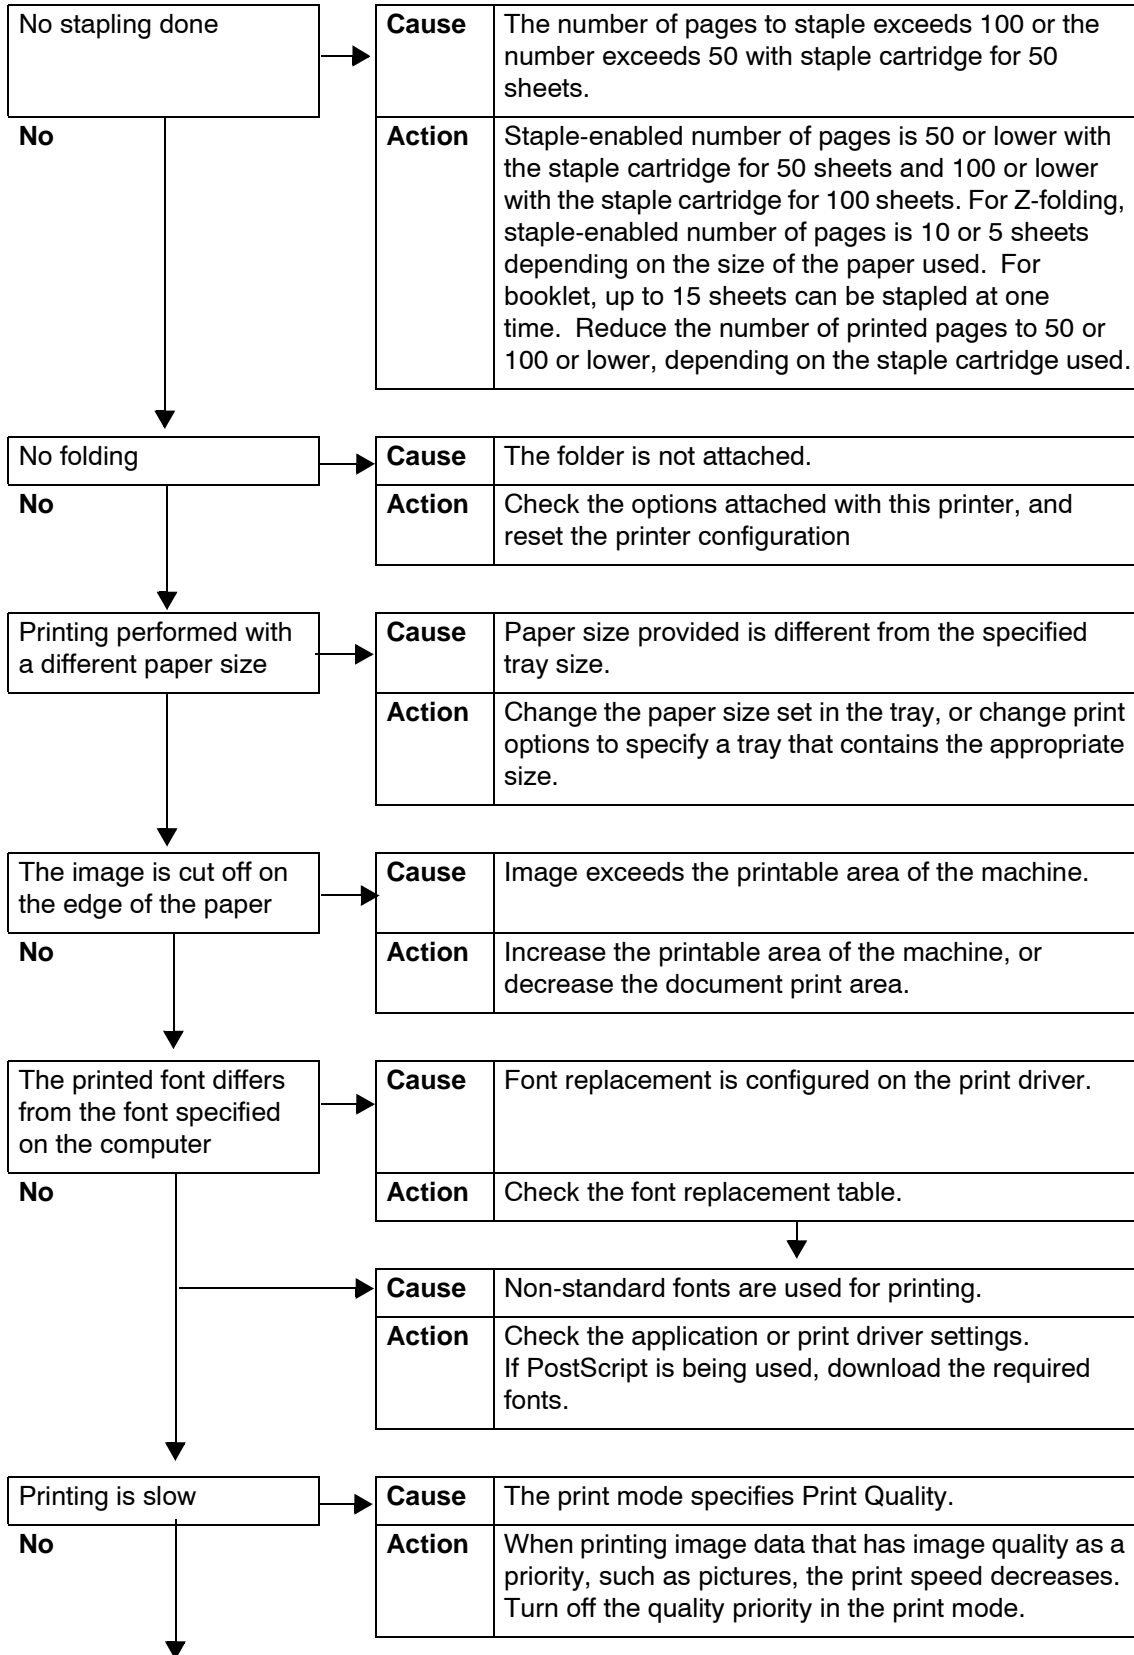 No stapling done
Cause
The number of pages to staple exceeds 100 or the
number exceeds 50 with staple cartridge for 50
sheets.
No
Action
Staple-enabled number of pages is 50 or lower with
the staple cartridge for 50 sheets and 100 or lower
with the staple cartridge for 100 sheets. For Z-folding,
staple-enabled number of pages is 10 or 5 sheets
depending on the size of the paper used.  For
booklet, up to 15 sheets can be stapled at one
time.  Reduce the number of printed pages to 50 or
100 or lower, depending on the staple cartridge used.
No folding
Cause
The folder is not attached.
No
Action
Check the options attached with this printer, and
reset the printer configuration
Printing performed with
a different paper size
Cause
Paper size provided is different from the specified
tray size.
Action
Change the paper size set in the tray, or change print
options to specify a tray that contains the appropriate
size.
The image is cut off on
the edge of the paper
Cause
Image exceeds the printable area of the machine.
No
Action
Increase the printable area of the machine, or
decrease the document print area.
The printed font differs
from the font specified
on the computer
Cause
Font replacement is configured on the print driver.
No
Action
Check the font replacement table.
Cause
Non-standard fonts are used for printing.
Action
Check the application or print driver settings.
If PostScript is being used, download the required
fonts.
Printing is slow
Cause
The print mode specifies Print Quality.
No
Action
When printing image data that has image quality as a
priority, such as pictures, the print speed decreases.
Turn off the quality priority in the print mode.